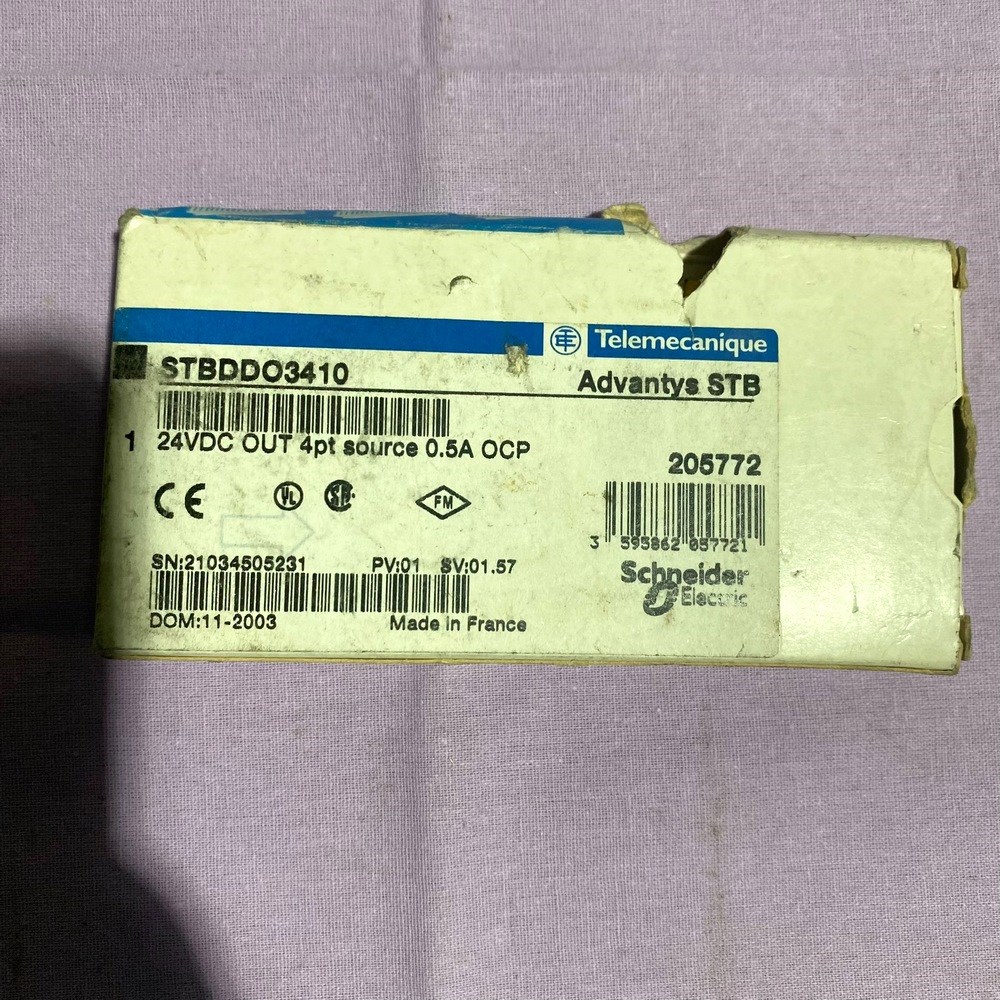 Telemecanique
STBDDO3410
Advantys STB
1
24VDC OUT 4pt source 0.5A OCP
205772
CE
UL
FM
3 595862 057721
SN:21034505231 PV:01 SV:01.57
Schneider
Electric
DOM:11-2003 Made in France